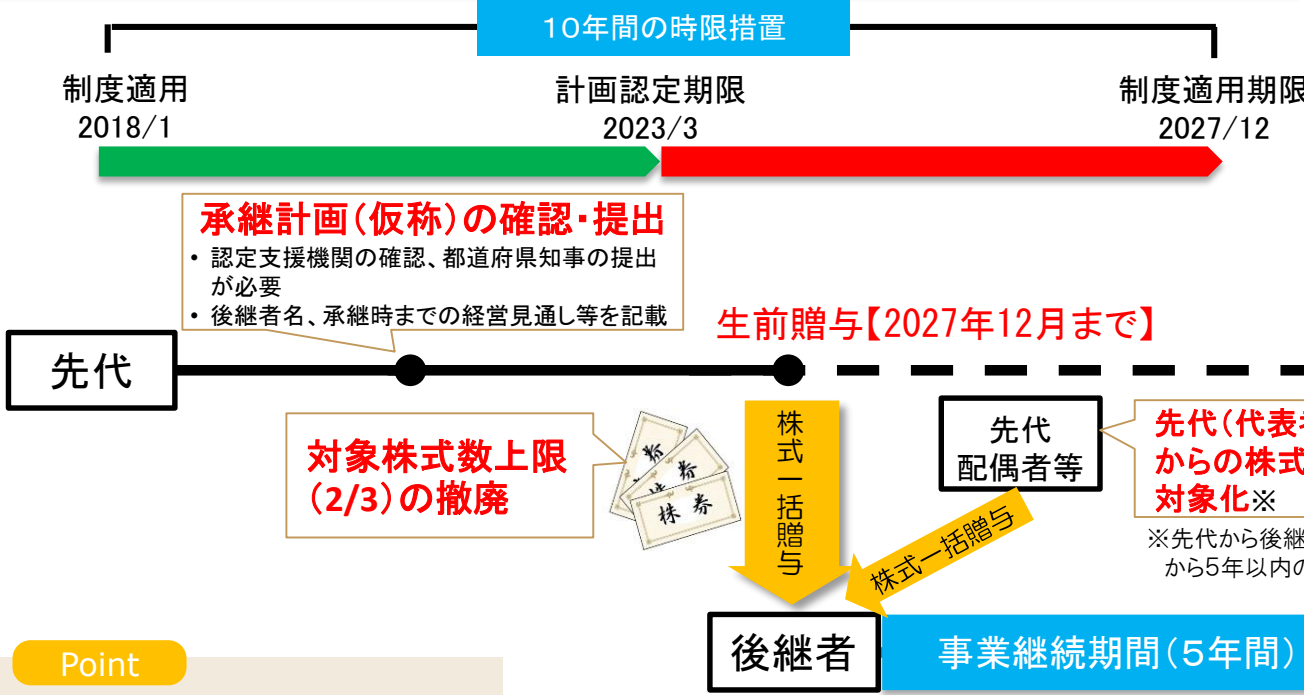 10年間の時限措置
制度適用
2018/1
計画認定期限
2023/3
制度適用期限
2027/12
承継計画(仮称)の確認・提出
• 認定支援機関の確認、都道府県知事の提出
が必要
• 後継者名、承継時までの経営見通し等を記載
生前贈与【2027年12月まで】
先代
対象株式数上限
(2/3)の撤廃
株券
株券
株券
株式一括贈与
先代
配偶者等
先代(代表者
からの株式
対象化※
※先代から後継
から5年以内の
株式一括贈与
後継者
事業継続期間(5年間)
Point